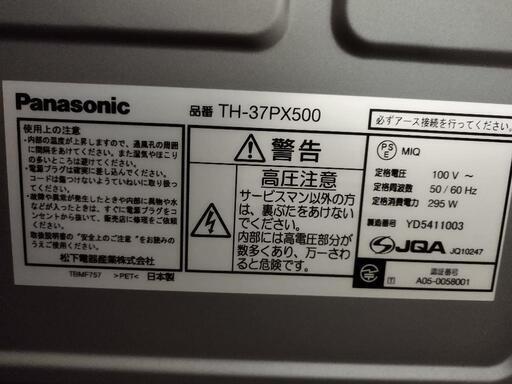 Panasonic
品番 TH-37PX500
必ずアース接続を行ってください。
使用上の注意
・内部の温度が上昇しますので、通風孔の周囲
に間隔をあけてください。また湿気やほこり
の多いところは避けてください。
・電源プラグは確実に差し込んでください。
コードは傷つけないようていねいに取り扱っ
てください。
・故障や異常が発生したときや内部に異物や水
などが入ったときは、すぐに電源プラグをコ
ンセントから抜いて、販売店に修理をご依頼
ください。
取扱説明書の"安全上のご注意"をお読みの
うえご使用ください。
松下電器産業株式会社
TBMF757 >PET< 日本製
警告
高圧注意
サービスマン以外の方
は、裏ぶたをあけない
でください。
内部には高電圧部分が
数多くあり、万一さわる
と危険です。
PS
E MIQ
定格電圧 100 V ~
定格周波数 50 / 60 Hz
定格消費電力 295 W
製造番号 YD5411003
JQA JQ10247
T 認証番号
A05-0058001